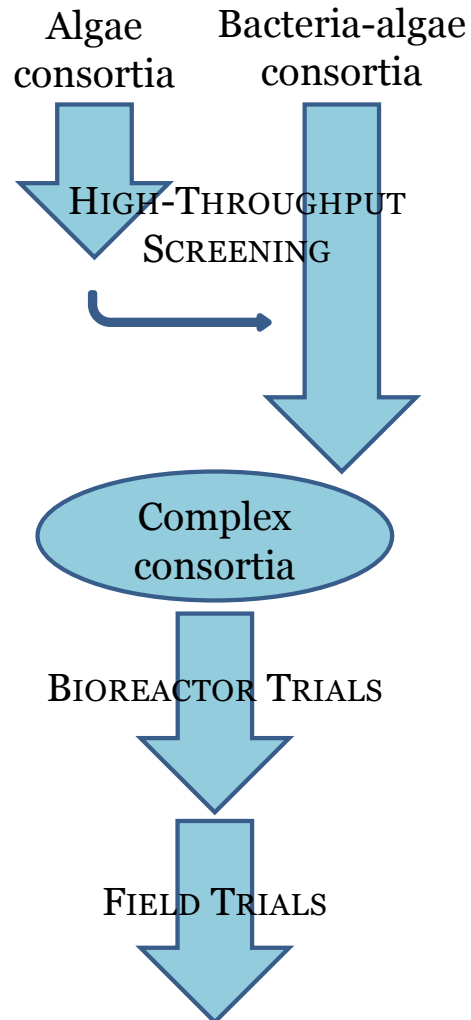 Algae
consortia
Bacteria-algae
consortia
HIGH-THROUGHPUT
SCREENING
Complex
consortia
BIOREACTOR TRIALS
FIELD TRIALS